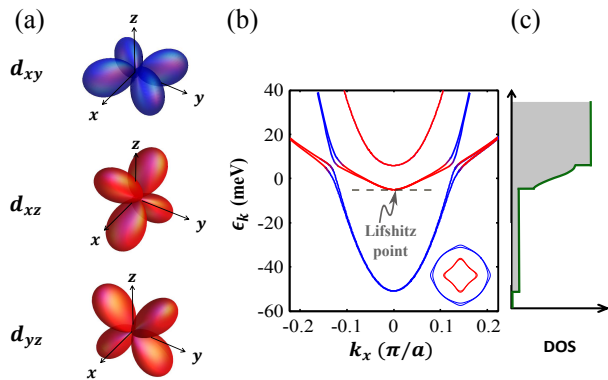 (a)
d_xy
z
x
y
d_xz
z
x
y
d_yz
z
x
y
(b)
ϵ_k (meV)
40
20
0
-20
-40
-60
Lifshitz
point
-0.2
-0.1
0
0.1
0.2
k_x (π/a)
(c)
DOS